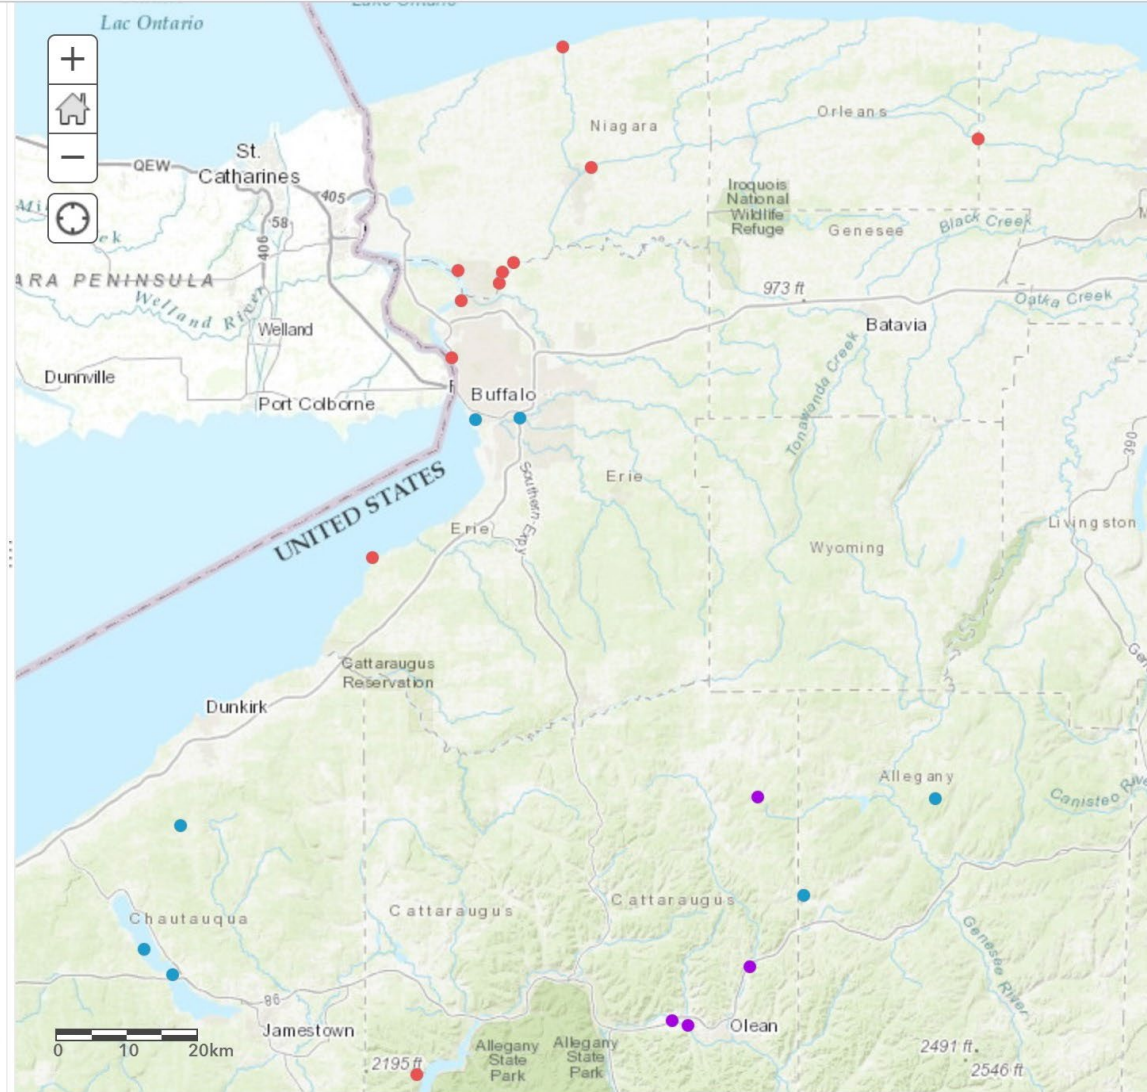 Lake Ontario
Lac Ontario
+
−
QEW
St.
Catharines
405
58
406
ek
ARA PENINSULA
Welland River
Welland
Dunnville
Port Colborne
Niagara
Orleans
Iroquois
National
Wildlife
Refuge
Genesee
Black Creek
973 ft
Oatka Creek
Batavia
Tonawanda Creek
Buffalo
F
390
Erie
UNITED STATES
Southern Expy
Erie
Livingston
Wyoming
Cattaraugus
Reservation
Dunkirk
Allegany
Chautauqua
Cattaraugus
Cattaraugus
Genesee River
86
Jamestown
Olean
2195 ft
Allegany
State
Park
Allegany
State
Park
2491 ft
2546 ft
0 10 20km